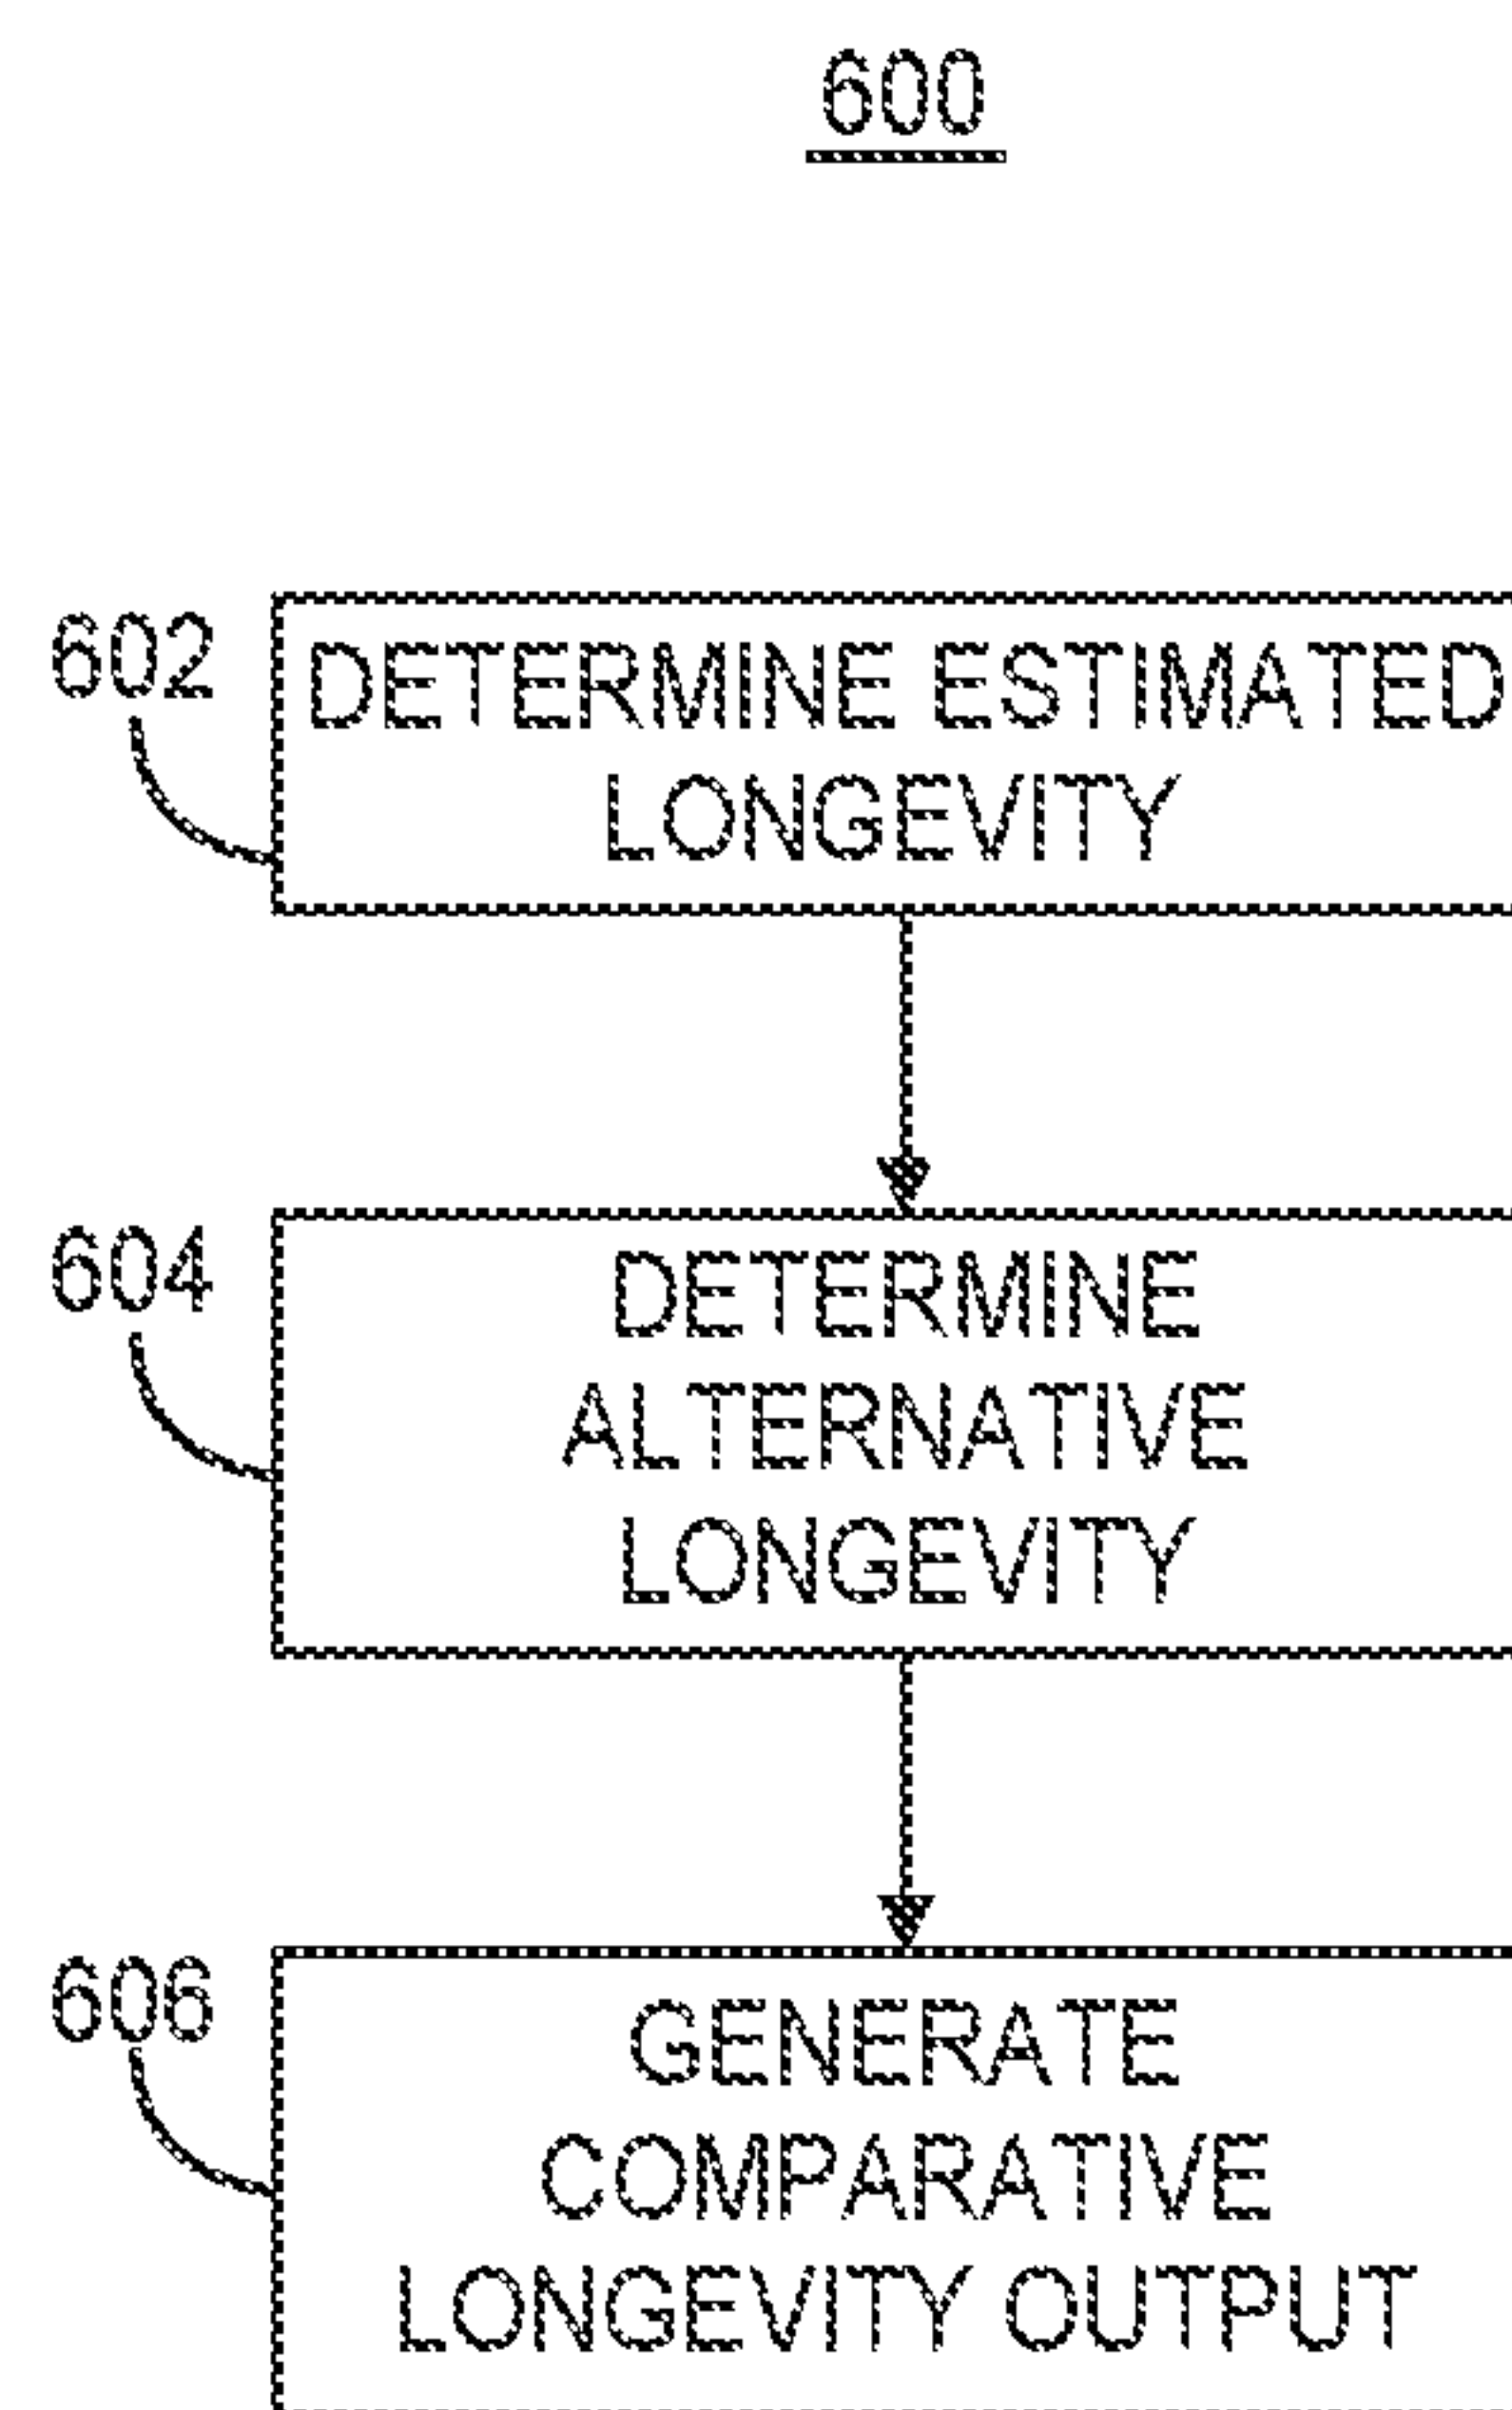 600
602
DETERMINE ESTIMATED
LONGEVITY
604
DETERMINE
ALTERNATIVE
LONGEVITY
606
GENERATE
COMPARATIVE
LONGEVITY OUTPUT